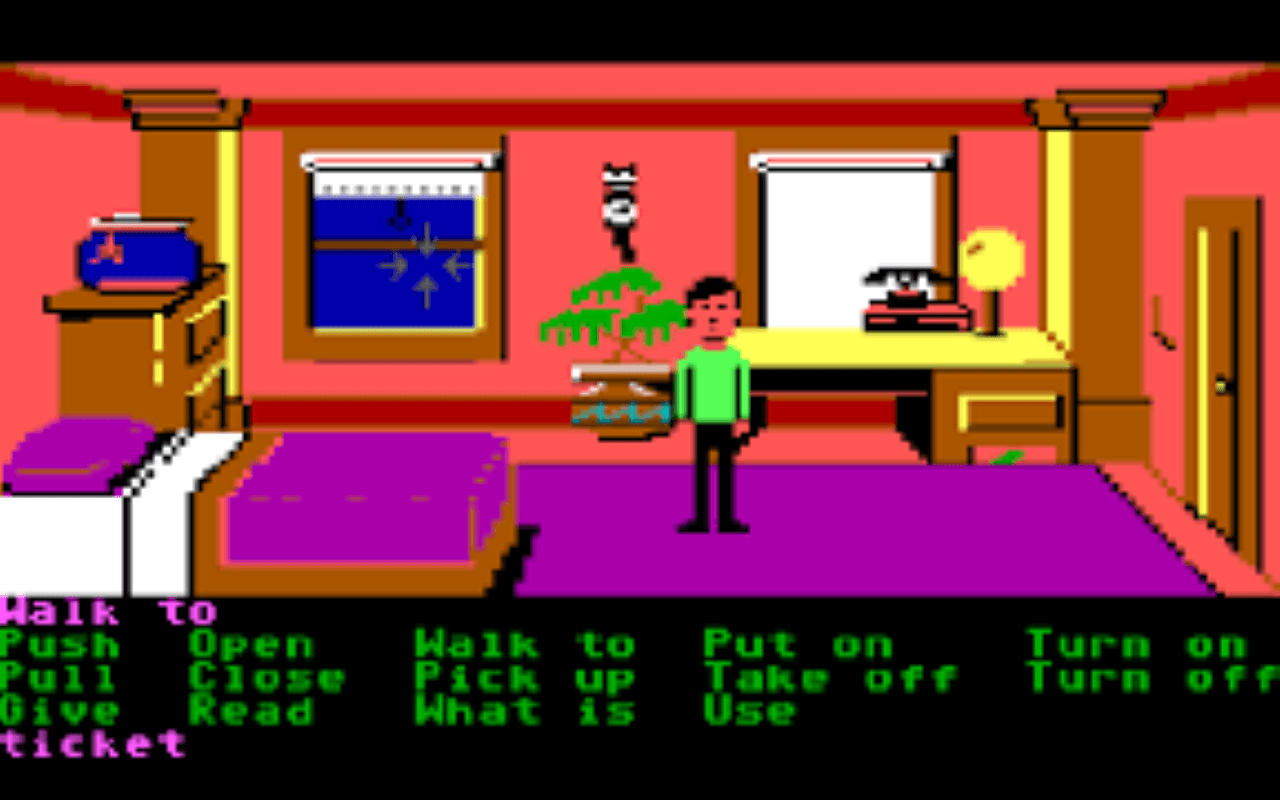 Walk to
Push Open Walk to Put on Turn on
Pull Close Pick up Take off Turn off
Give Read What is Use
ticket